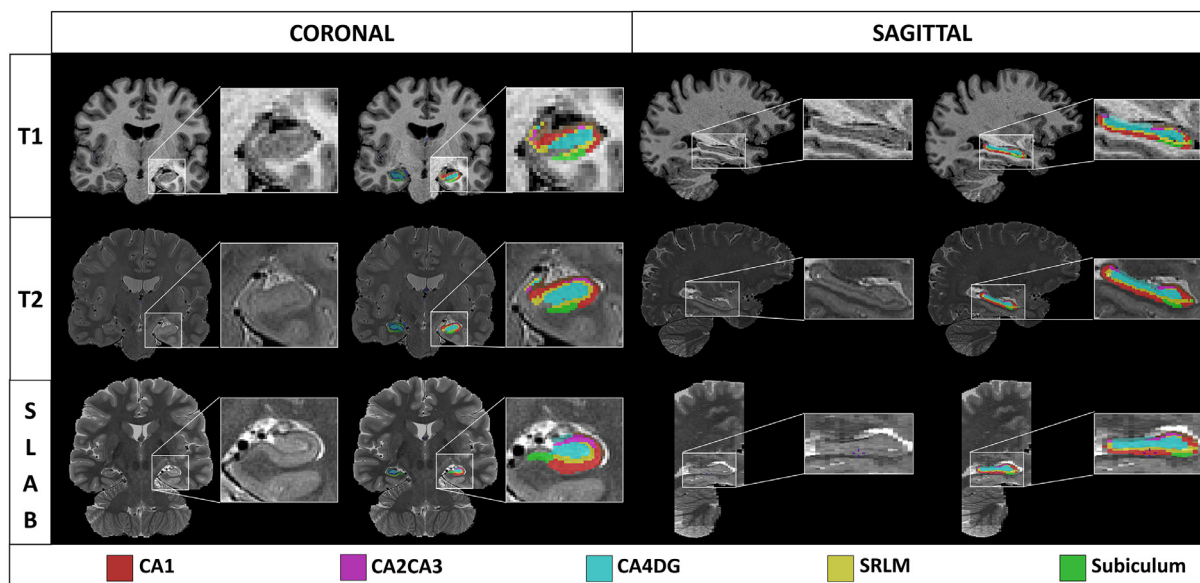 CORONAL SAGITTAL
T1
T2
S
L
A
B
CA1 CA2CA3 CA4DG SRLM Subiculum